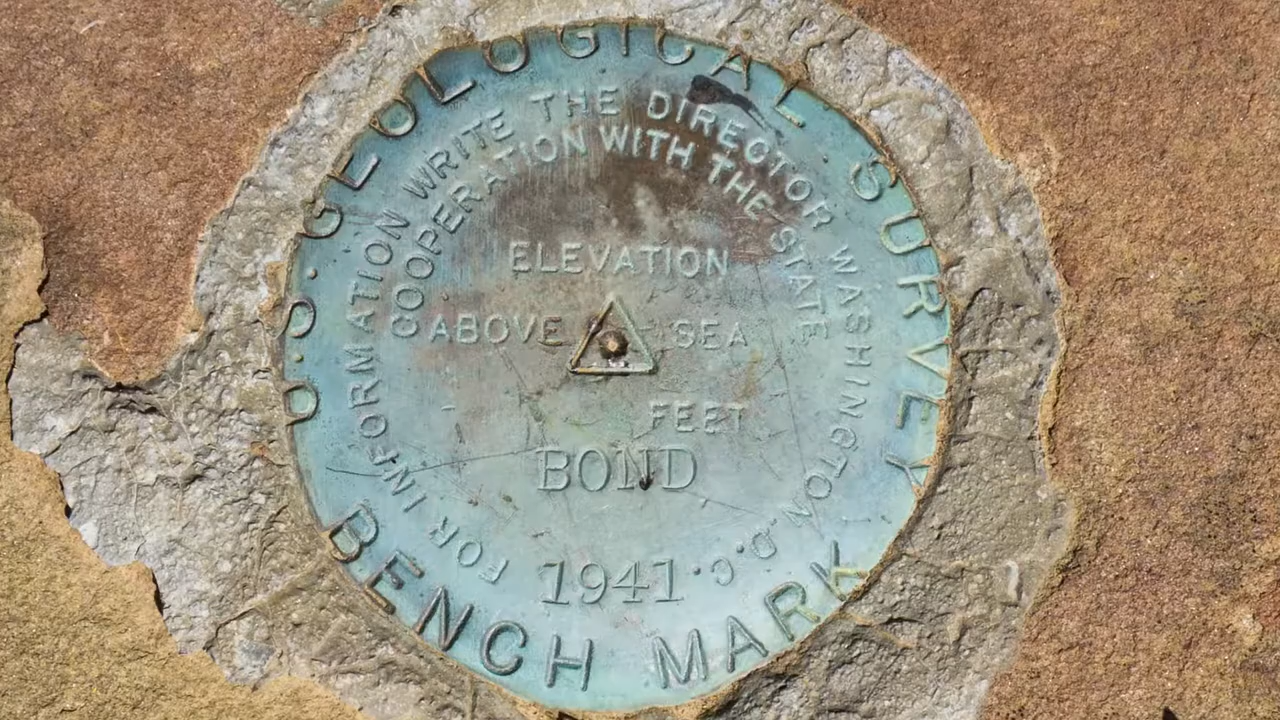 U.S. GEOLOGICAL SURVEY
FOR INFORMATION WRITE THE DIRECTOR WASHINGTON D.C.
COOPERATION WITH THE STATE
ELEVATION
ABOVE SEA
FEET
BOND
1941
BENCH MARK